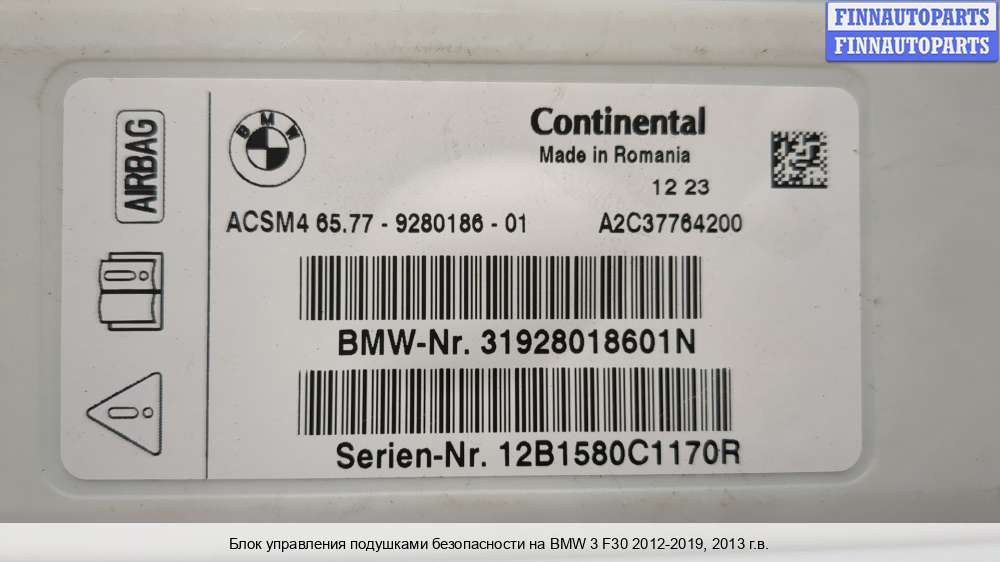 FINNAUTOPARTS
FINNAUTOPARTS
AIRBAG
BMW
Continental
Made in Romania
12 23
ACSM4 65.77 - 9280186 - 01 A2C37764200
BMW-Nr. 31928018601N
Serien-Nr. 12B1580C1170R
Блок управления подушками безопасности на BMW 3 F30 2012-2019, 2013 г.в.